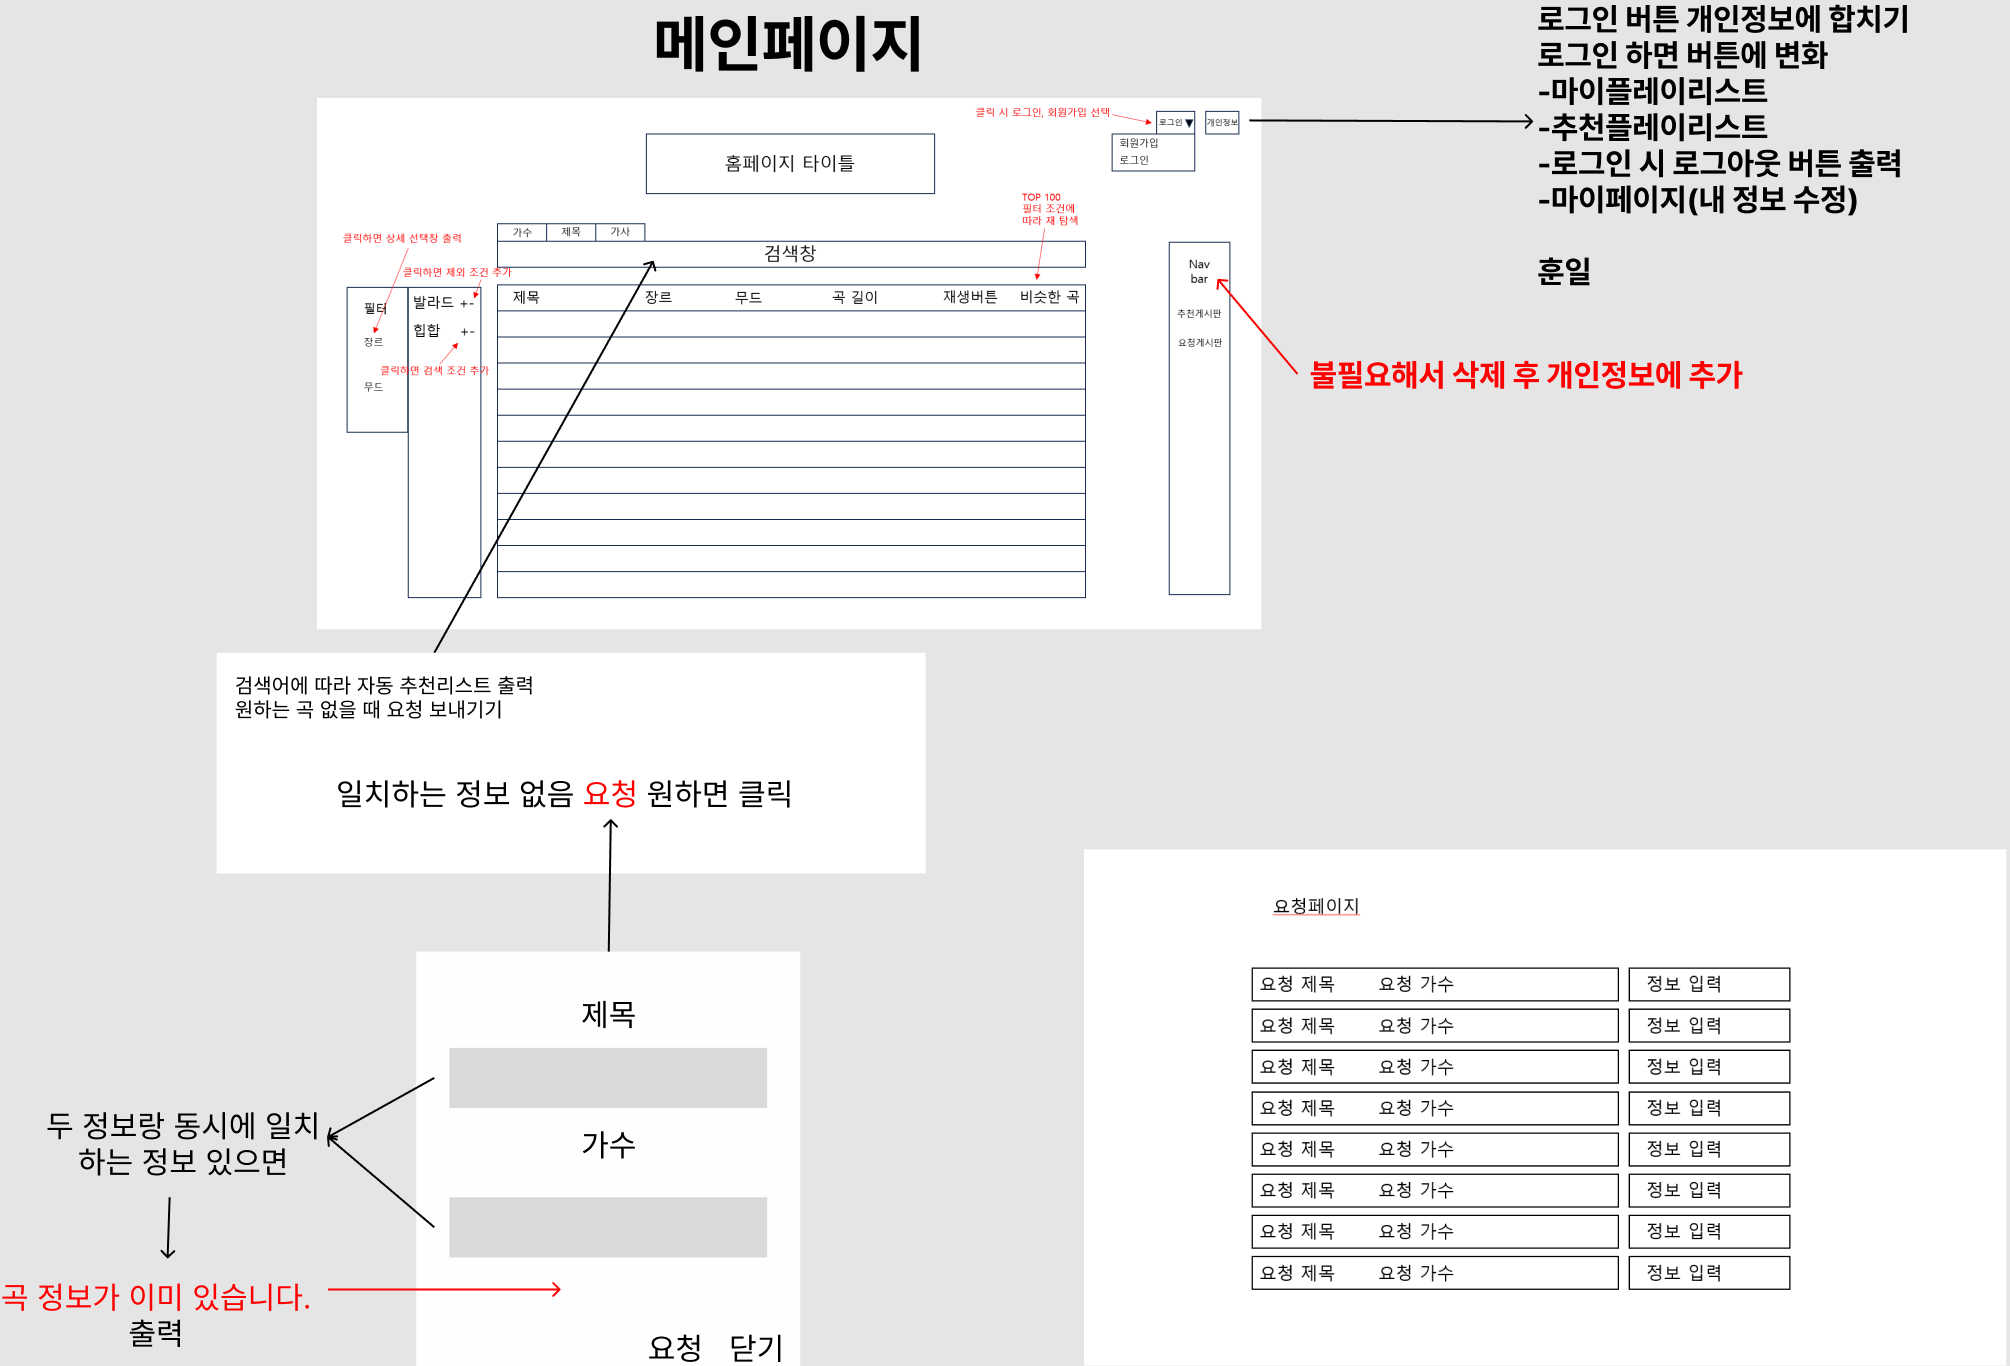 메인페이지
로그인 버튼 개인정보에 합치기
로그인 하면 버튼에 변화
-마이플레이리스트
-추천플레이리스트
-로그인 시 로그아웃 버튼 출력
-마이페이지(내 정보 수정)
훈일
클릭 시 로그인, 회원가입 선택
로그인 ▼
개인정보
회원가입
로그인
홈페이지 타이틀
TOP 100
필터 조건에
따라 재 탐색
가수 제목 가사
검색창
클릭하면 상세 선택창 출력
클릭하면 제외 조건 추가
필터
장르
무드
발라드 +-
힙합 +-
클릭하면 검색 조건 추가
제목 장르 무드 곡 길이 재생버튼 비슷한 곡
Nav
bar
추천게시판
요청게시판
불필요해서 삭제 후 개인정보에 추가
검색어에 따라 자동 추천리스트 출력
원하는 곡 없을 때 요청 보내기기
일치하는 정보 없음 요청 원하면 클릭
제목
가수
요청 닫기
두 정보랑 동시에 일치
하는 정보 있으면
곡 정보가 이미 있습니다.
출력
요청페이지
요청 제목 요청 가수 정보 입력
요청 제목 요청 가수 정보 입력
요청 제목 요청 가수 정보 입력
요청 제목 요청 가수 정보 입력
요청 제목 요청 가수 정보 입력
요청 제목 요청 가수 정보 입력
요청 제목 요청 가수 정보 입력
요청 제목 요청 가수 정보 입력